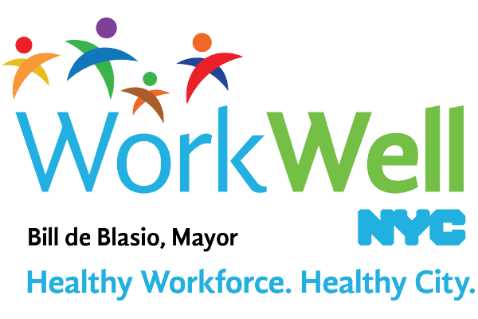 WorkWell
NYC
Bill de Blasio, Mayor
Healthy Workforce. Healthy City.